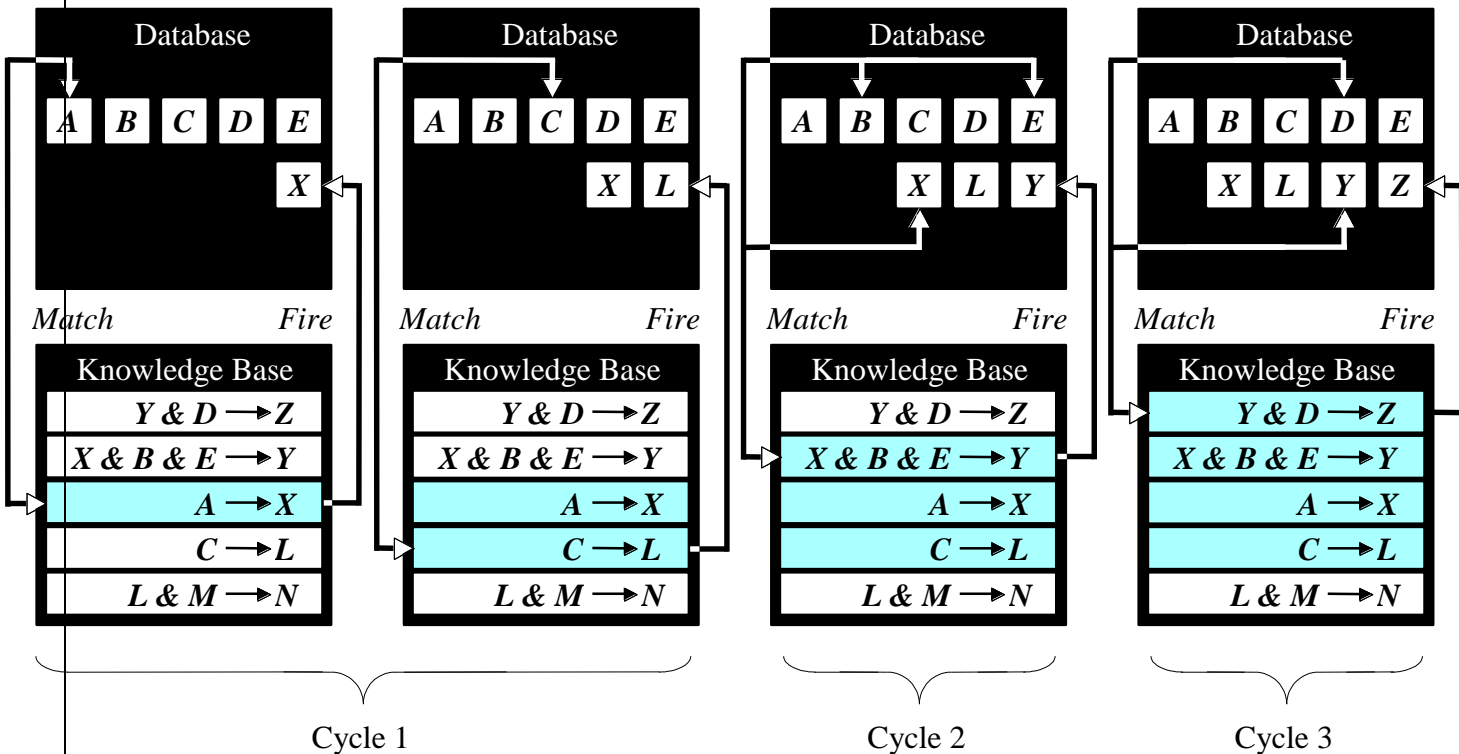 Database Database Database Database
A B C D E A B C D E A B C D E A B C D E
X X L X L Y X L Y Z
Match Fire Match Fire Match Fire Match Fire
Knowledge Base Knowledge Base Knowledge Base Knowledge Base
Y & D → Z Y & D → Z Y & D → Z Y & D → Z
X & B & E → Y X & B & E → Y X & B & E → Y X & B & E → Y
A → X A → X A → X A → X
C → L C → L C → L C → L
L & M → N L & M → N L & M → N L & M → N
Cycle 1 Cycle 2 Cycle 3